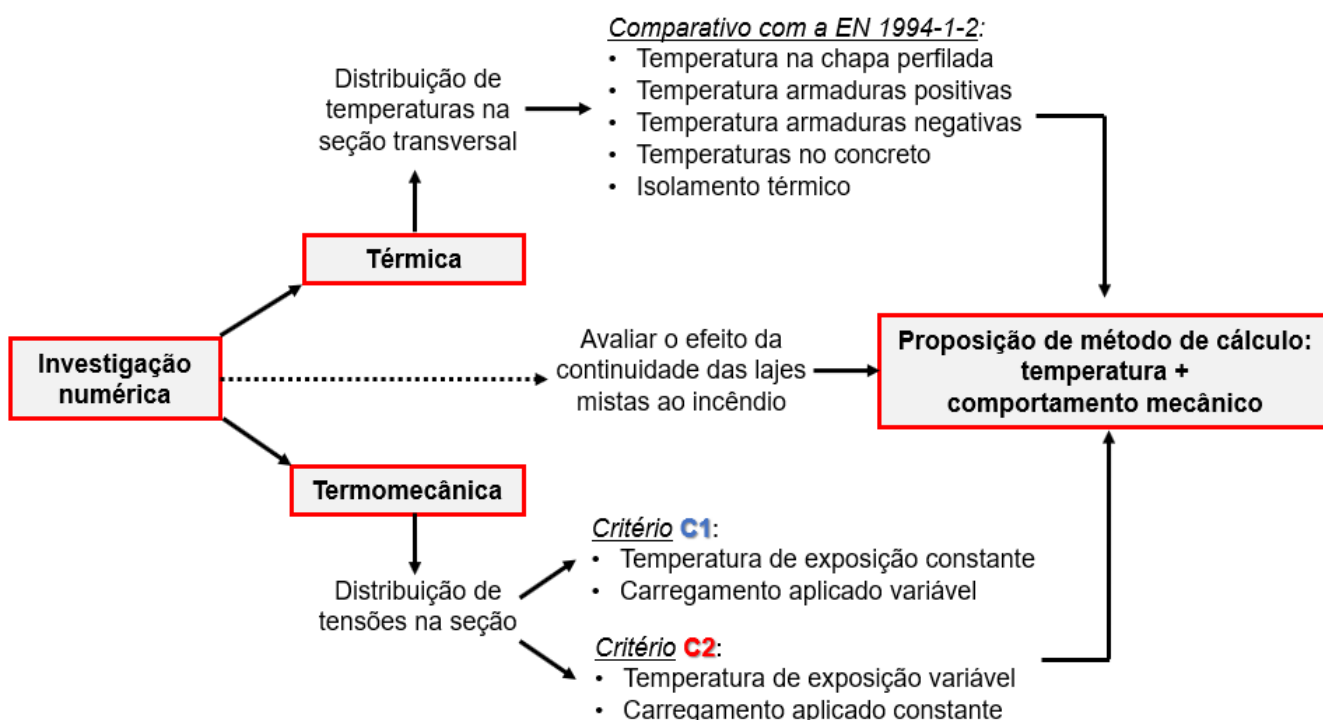 Comparativo com a EN 1994-1-2:
• Temperatura na chapa perfilada
• Temperatura armaduras positivas
• Temperatura armaduras negativas
• Temperaturas no concreto
• Isolamento térmico
Distribuição de
temperaturas na
seção transversal
Térmica
Investigação
numérica
Avaliar o efeito da
continuidade das lajes
mistas ao incêndio
Proposição de método de cálculo:
temperatura +
comportamento mecânico
Termomecânica
Distribuição de
tensões na seção
Critério C1:
• Temperatura de exposição constante
• Carregamento aplicado variável
Critério C2:
• Temperatura de exposição variável
• Carregamento aplicado constante